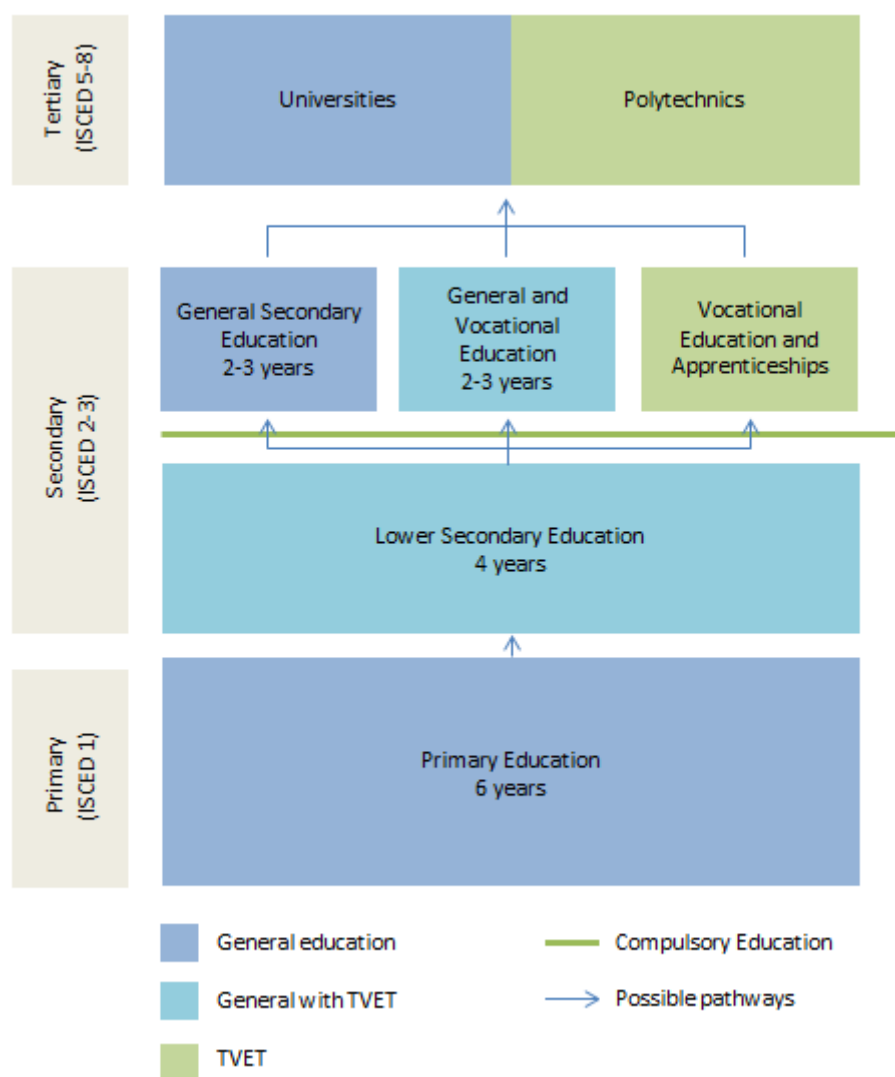 Tertiary
(ISCED 5-8)
Universities
Polytechnics
Secondary
(ISCED 2-3)
General Secondary
Education
2-3 years
General and
Vocational
Education
2-3 years
Vocational
Education and
Apprenticeships
Lower Secondary Education
4 years
Primary
(ISCED 1)
Primary Education
6 years
General education
Compulsory Education
General with TVET
Possible pathways
TVET